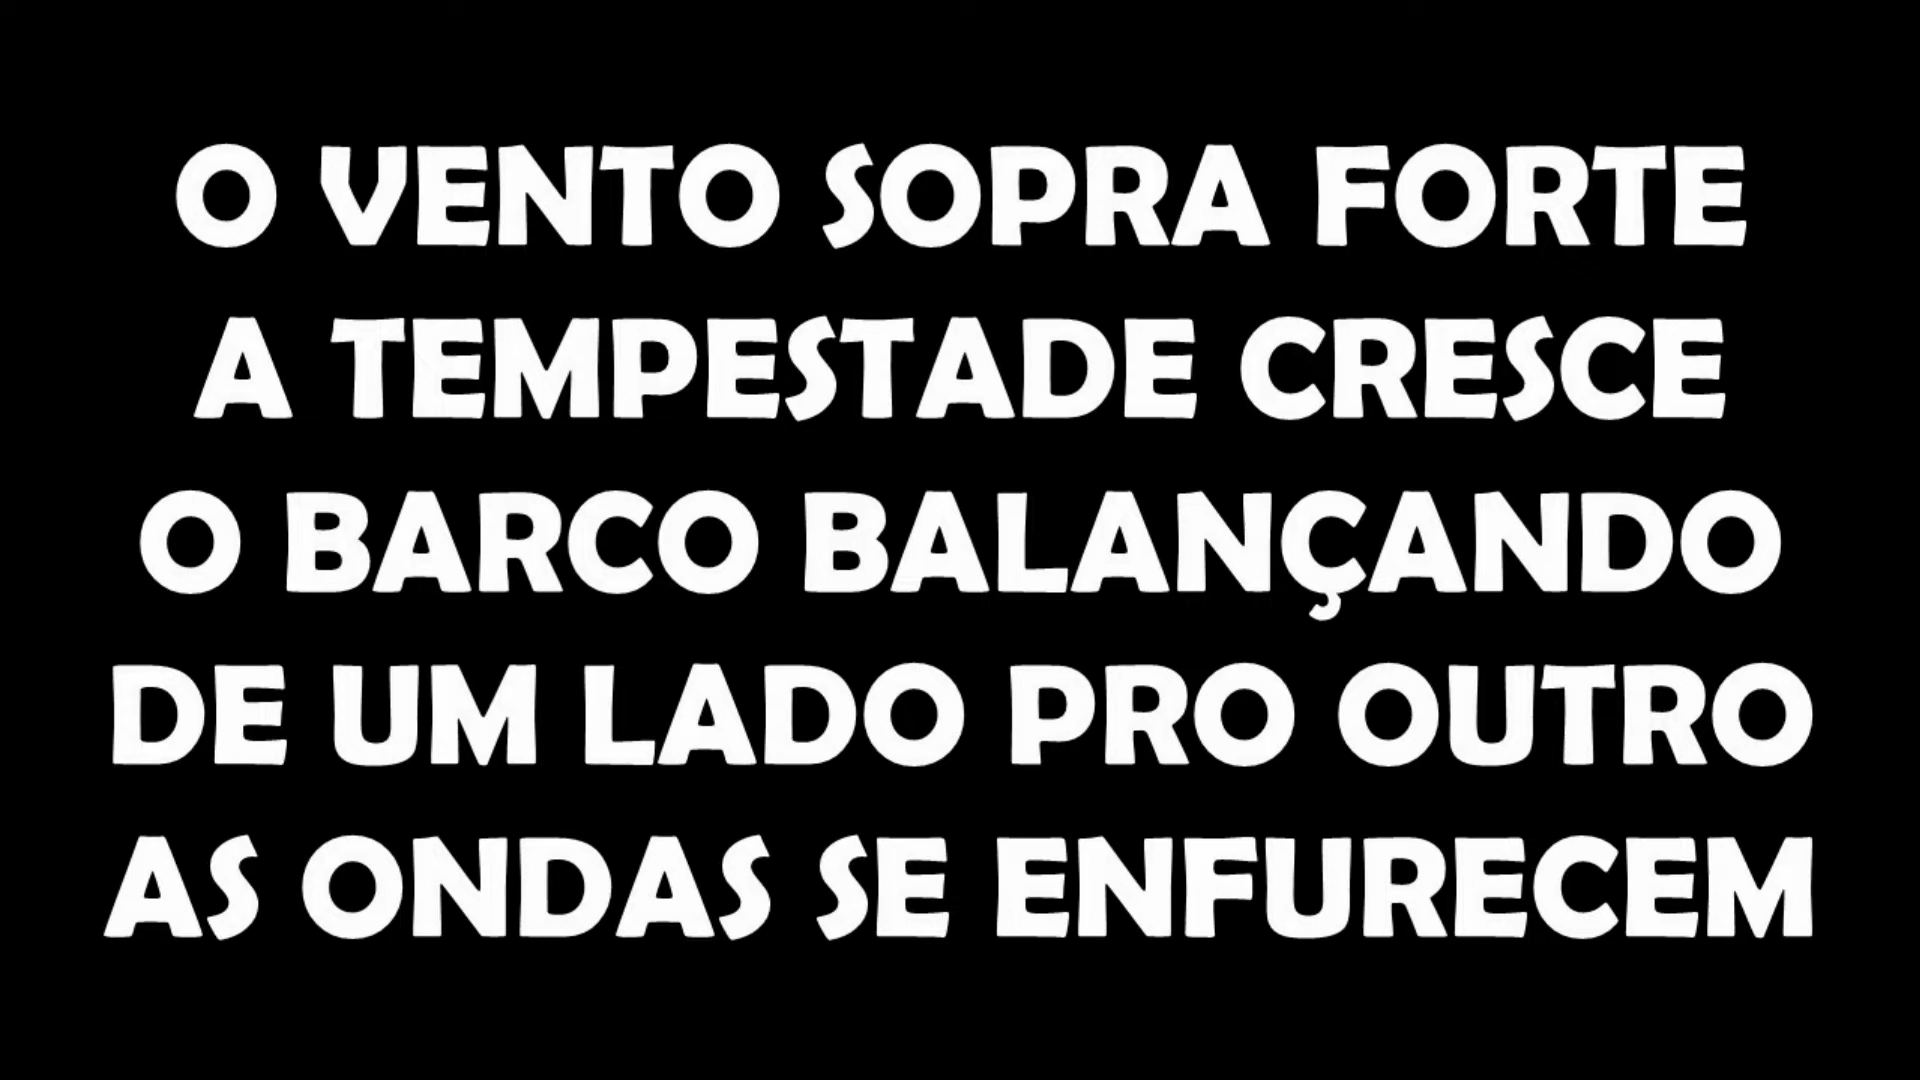 O VENTO SOPRA FORTE
A TEMPESTADE CRESCE
O BARCO BALANÇANDO
DE UM LADO PRO OUTRO
AS ONDAS SE ENFURECEM